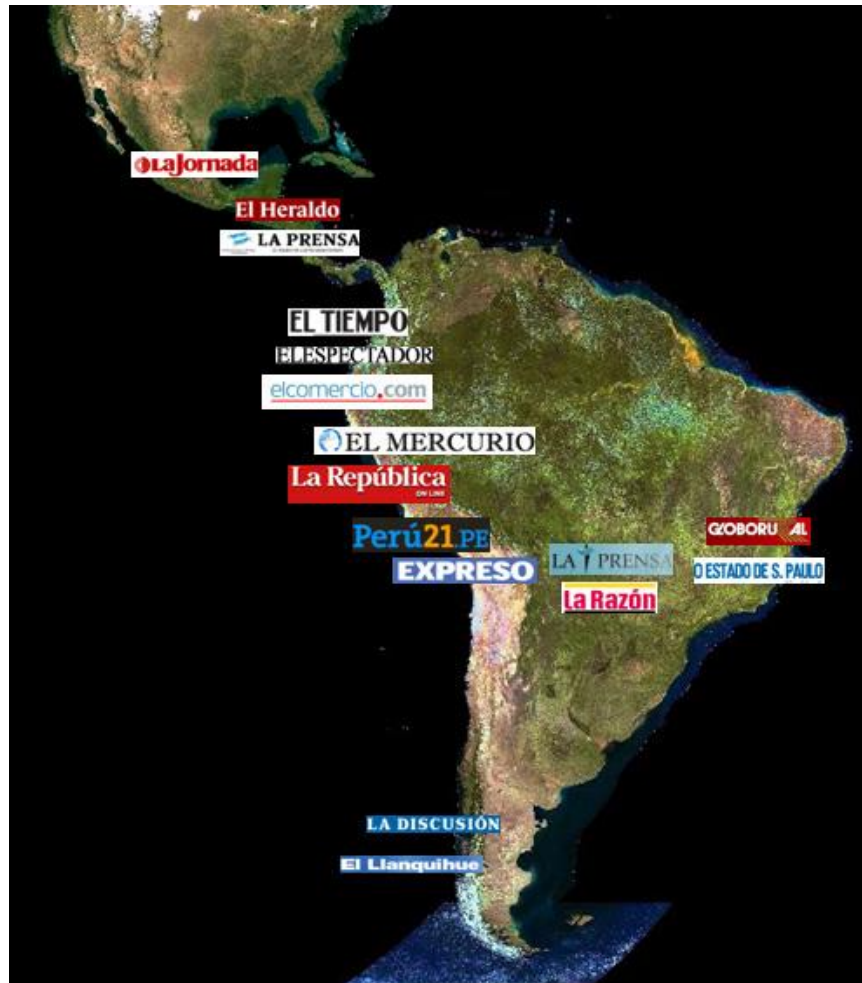 LaJornada
El Heraldo
LA PRENSA
EL TIEMPO
ELESPECTADOR
elcomercio.com
EL MERCURIO
La República
ON LINE
Perú21.PE
EXPRESO
LA PRENSA
La Razón
GLOBORURAL
O ESTADO DE S. PAULO
LA DISCUSIÓN
El Llanquihue